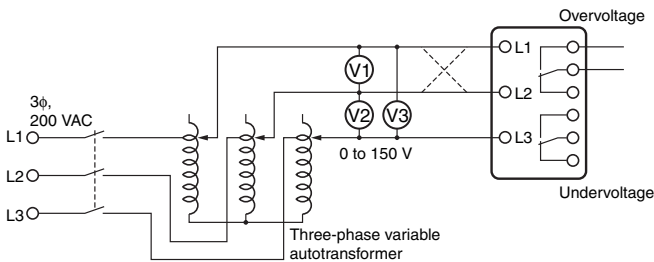 Overvoltage
L1
V1
3ϕ,
200 VAC
L2
V2
V3
L1
L3
0 to 150 V
L2
Undervoltage
L3
Three-phase variable
autotransformer